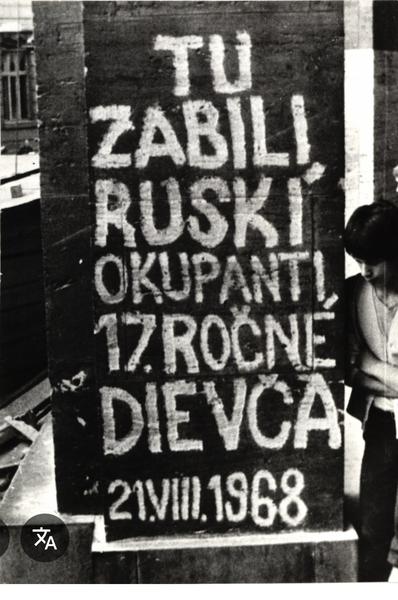 TU
ZABILI
RUSKÍ
OKUPANTI
17.ROČNÉ
DIEVČA
21.VIII.1968